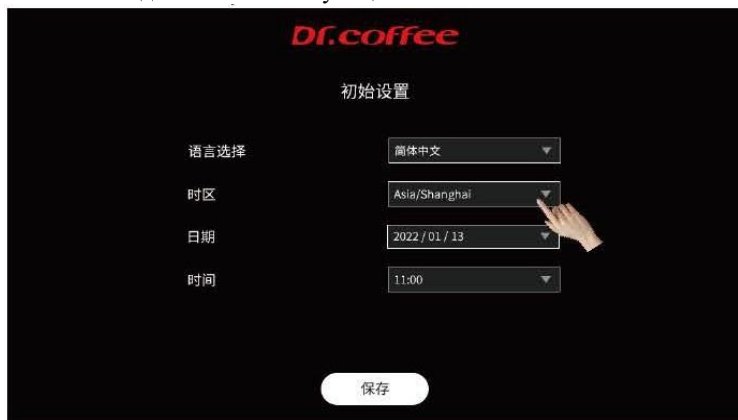 Dr.coffee
初始设置
语言选择 简体中文
时区 Asia/Shanghai
日期 2022 / 01 / 13
时间 11:00
保存